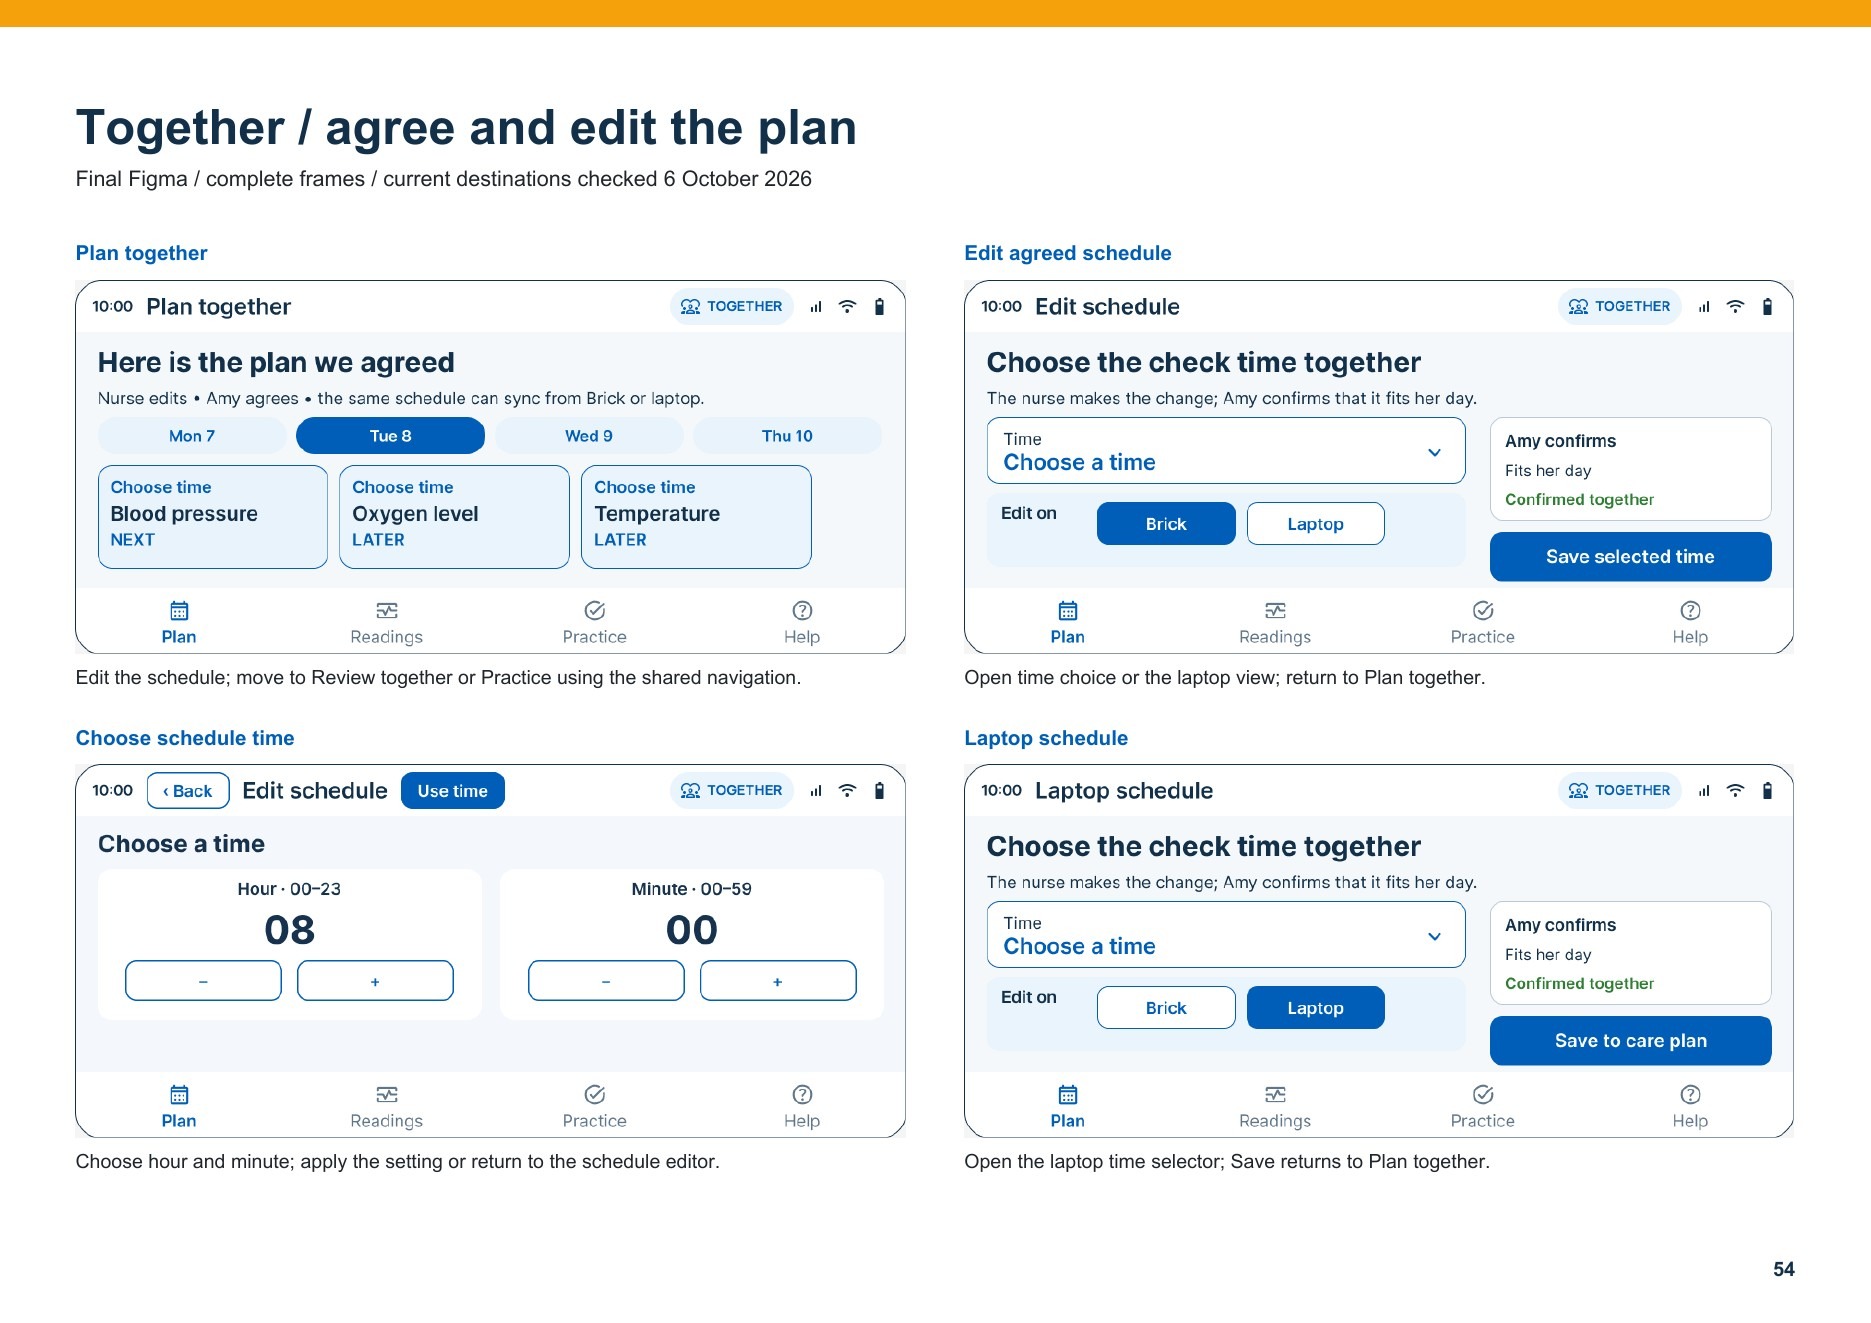 Together / agree and edit the plan
Final Figma / complete frames / current destinations checked 6 October 2026
Plan together
10:00 Plan together TOGETHER
Here is the plan we agreed
Nurse edits • Amy agrees • the same schedule can sync from Brick or laptop.
Mon 7 Tue 8 Wed 9 Thu 10
Choose time Choose time Choose time
Blood pressure Oxygen level Temperature
NEXT LATER LATER
Plan Readings Practice Help
Edit the schedule; move to Review together or Practice using the shared navigation.
Edit agreed schedule
10:00 Edit schedule TOGETHER
Choose the check time together
The nurse makes the change; Amy confirms that it fits her day.
Time
Choose a time
Edit on Brick Laptop
Amy confirms
Fits her day
Confirmed together
Save selected time
Plan Readings Practice Help
Open time choice or the laptop view; return to Plan together.
Choose schedule time
10:00 ‹ Back Edit schedule Use time TOGETHER
Choose a time
Hour · 00–23 Minute · 00–59
08 00
− + − +
Plan Readings Practice Help
Choose hour and minute; apply the setting or return to the schedule editor.
Laptop schedule
10:00 Laptop schedule TOGETHER
Choose the check time together
The nurse makes the change; Amy confirms that it fits her day.
Time
Choose a time
Edit on Brick Laptop
Amy confirms
Fits her day
Confirmed together
Save to care plan
Plan Readings Practice Help
Open the laptop time selector; Save returns to Plan together.
54